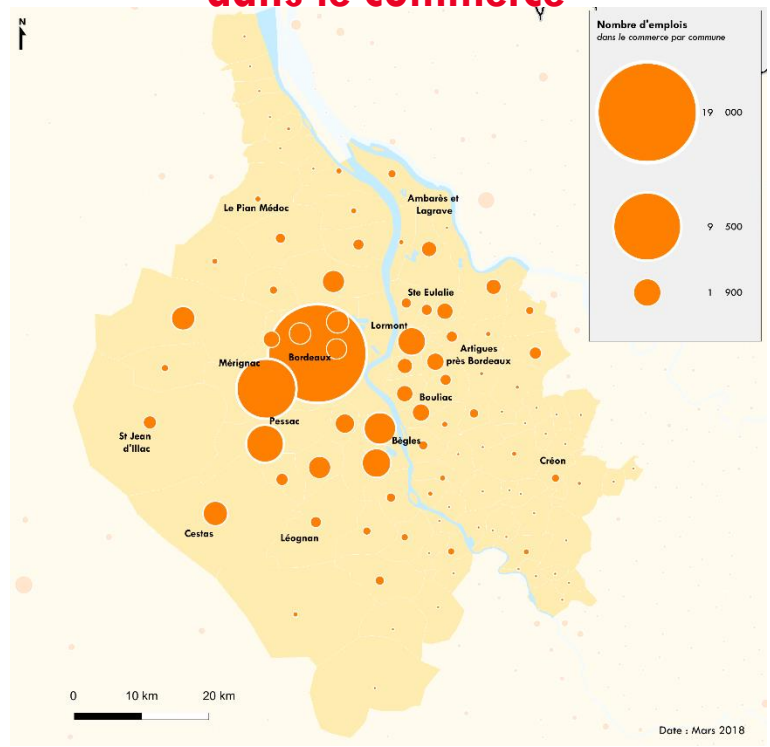 dans le commerce
N
Nombre d'emplois
dans le commerce par commune
19 000
9 500
1 900
Le Pian Médoc
Ambarès et
Lagrave
Ste Eulalie
Lormont
Artigues
près Bordeaux
Bordeaux
Mérignac
Bouliac
Pessac
St Jean
d'Illac
Bègles
Créon
Cestas
Léognan
0 10 km 20 km
Date : Mars 2018